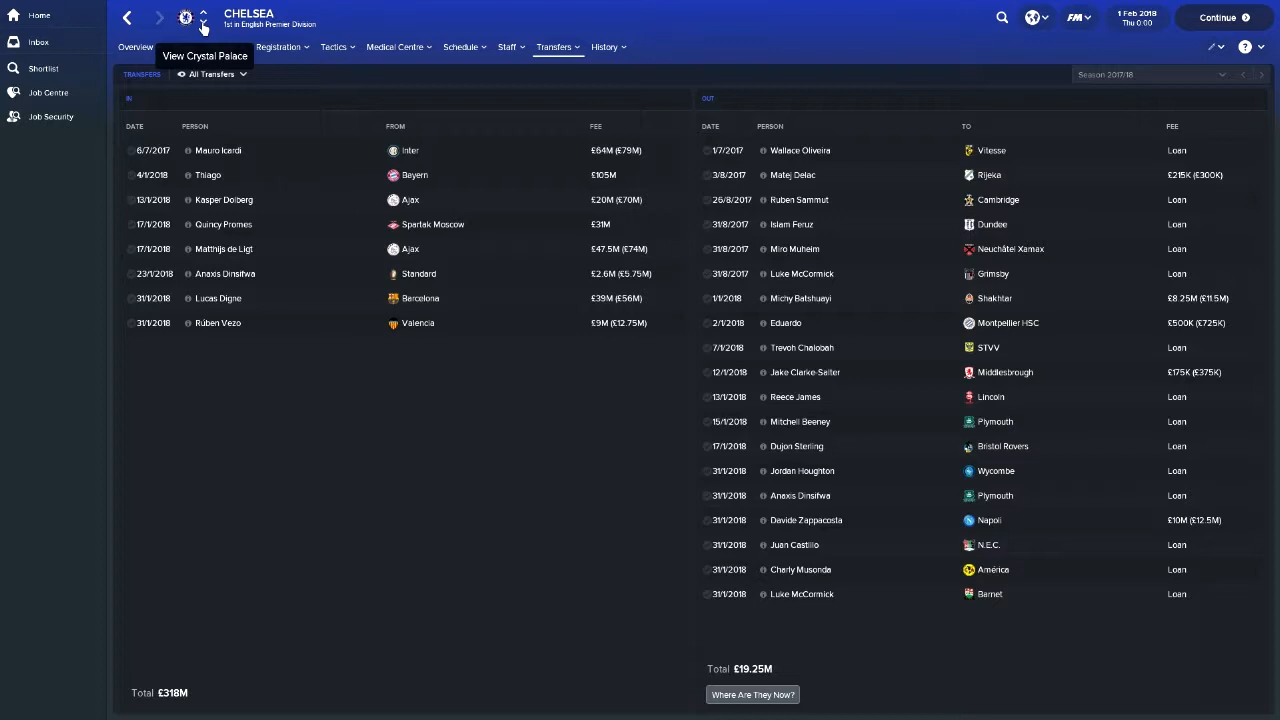 Home
Inbox
Shortlist
Job Centre
Job Security
CHELSEA
1st in English Premier Division
FM
1 Feb 2018
Thu 0:00
Continue
Overview Registration Tactics Medical Centre Schedule Staff Transfers History
View Crystal Palace
?
TRANSFERS All Transfers Season 2017/18
IN
DATE PERSON FROM FEE
6/7/2017 Mauro Icardi Inter £64M (£79M)
4/1/2018 Thiago Bayern £105M
13/1/2018 Kasper Dolberg Ajax £20M (£70M)
17/1/2018 Quincy Promes Spartak Moscow £31M
17/1/2018 Matthijs de Ligt Ajax £47.5M (£74M)
23/1/2018 Anaxis Dinsifwa Standard £2.6M (£5.75M)
31/1/2018 Lucas Digne Barcelona £39M (£56M)
31/1/2018 Rúben Vezo Valencia £9M (£12.75M)
Total £318M
OUT
DATE PERSON TO FEE
1/7/2017 Wallace Oliveira Vitesse Loan
3/8/2017 Matej Delac Rijeka £215K (£300K)
26/8/2017 Ruben Sammut Cambridge Loan
31/8/2017 Islam Feruz Dundee Loan
31/8/2017 Miro Muheim Neuchâtel Xamax Loan
31/8/2017 Luke McCormick Grimsby Loan
1/1/2018 Michy Batshuayi Shakhtar £8.25M (£11.5M)
2/1/2018 Eduardo Montpellier HSC £500K (£725K)
7/1/2018 Trevoh Chalobah STVV Loan
12/1/2018 Jake Clarke-Salter Middlesbrough £175K (£375K)
13/1/2018 Reece James Lincoln Loan
15/1/2018 Mitchell Beeney Plymouth Loan
17/1/2018 Dujon Sterling Bristol Rovers Loan
31/1/2018 Jordan Houghton Wycombe Loan
31/1/2018 Anaxis Dinsifwa Plymouth Loan
31/1/2018 Davide Zappacosta Napoli £10M (£12.5M)
31/1/2018 Juan Castillo N.E.C. Loan
31/1/2018 Charly Musonda América Loan
31/1/2018 Luke McCormick Barnet Loan
Total £19.25M
Where Are They Now?